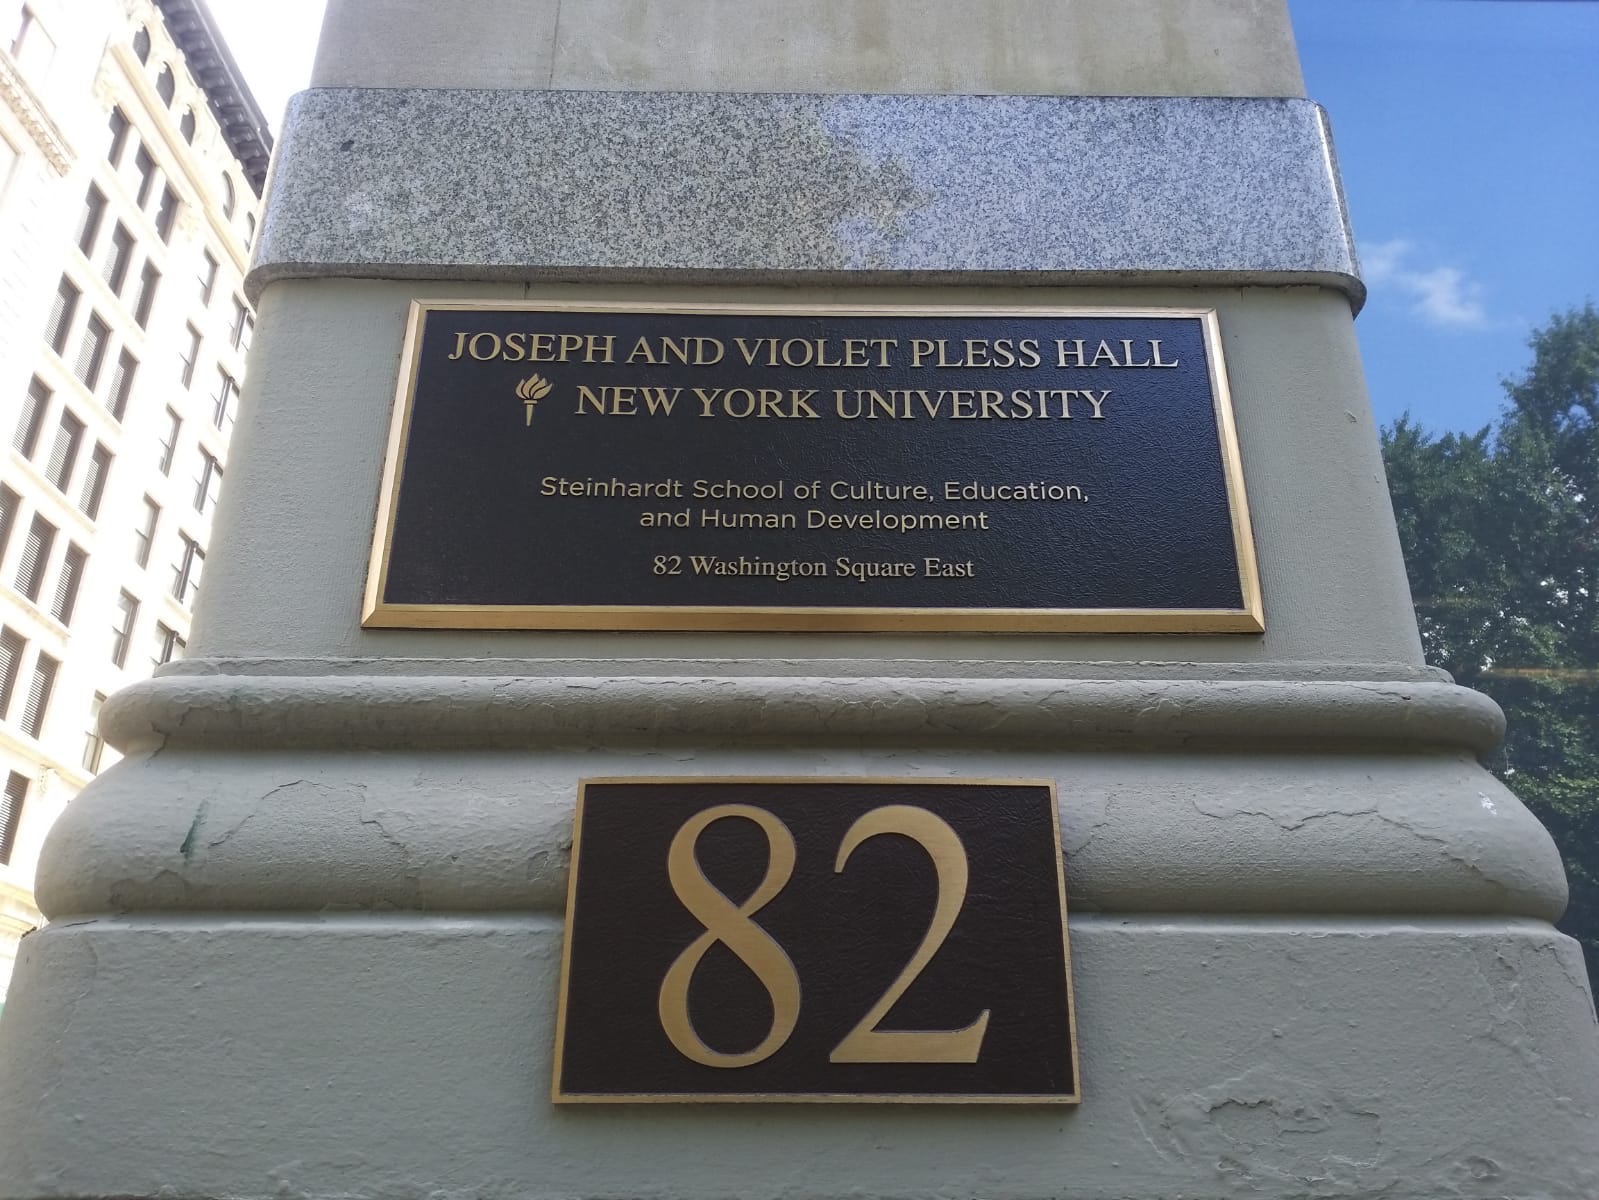 JOSEPH AND VIOLET PLESS HALL
NEW YORK UNIVERSITY
Steinhardt School of Culture, Education,
and Human Development
82 Washington Square East
82